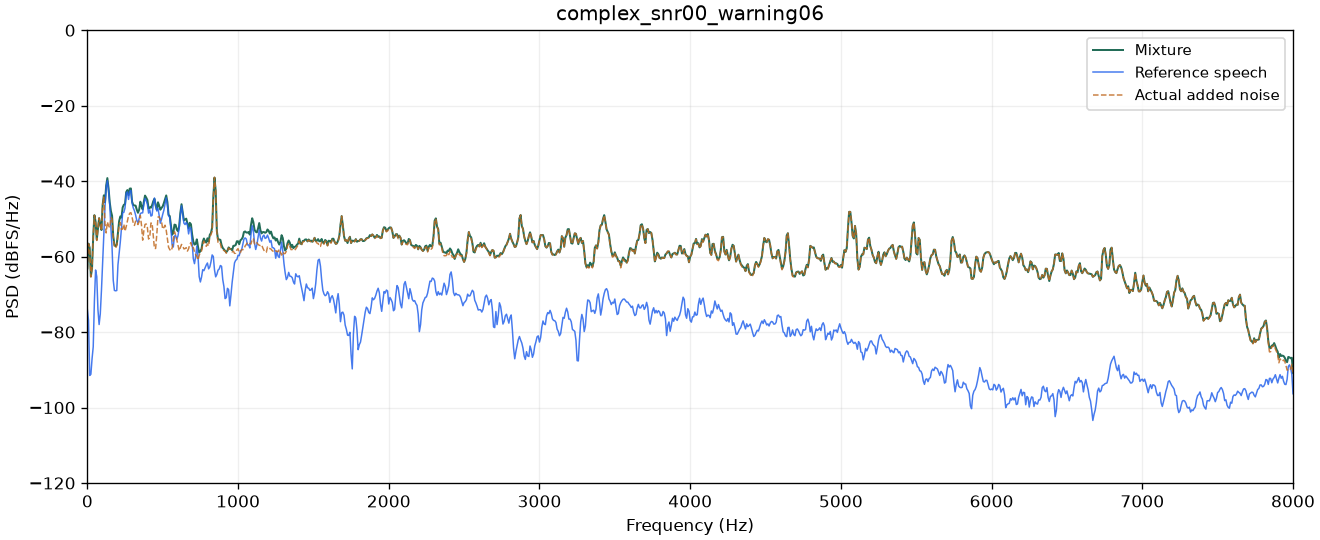 complex_snr00_warning06
Mixture
Reference speech
Actual added noise
PSD (dBFS/Hz)
0
−20
−40
−60
−80
−100
−120
0 1000 2000 3000 4000 5000 6000 7000 8000
Frequency (Hz)